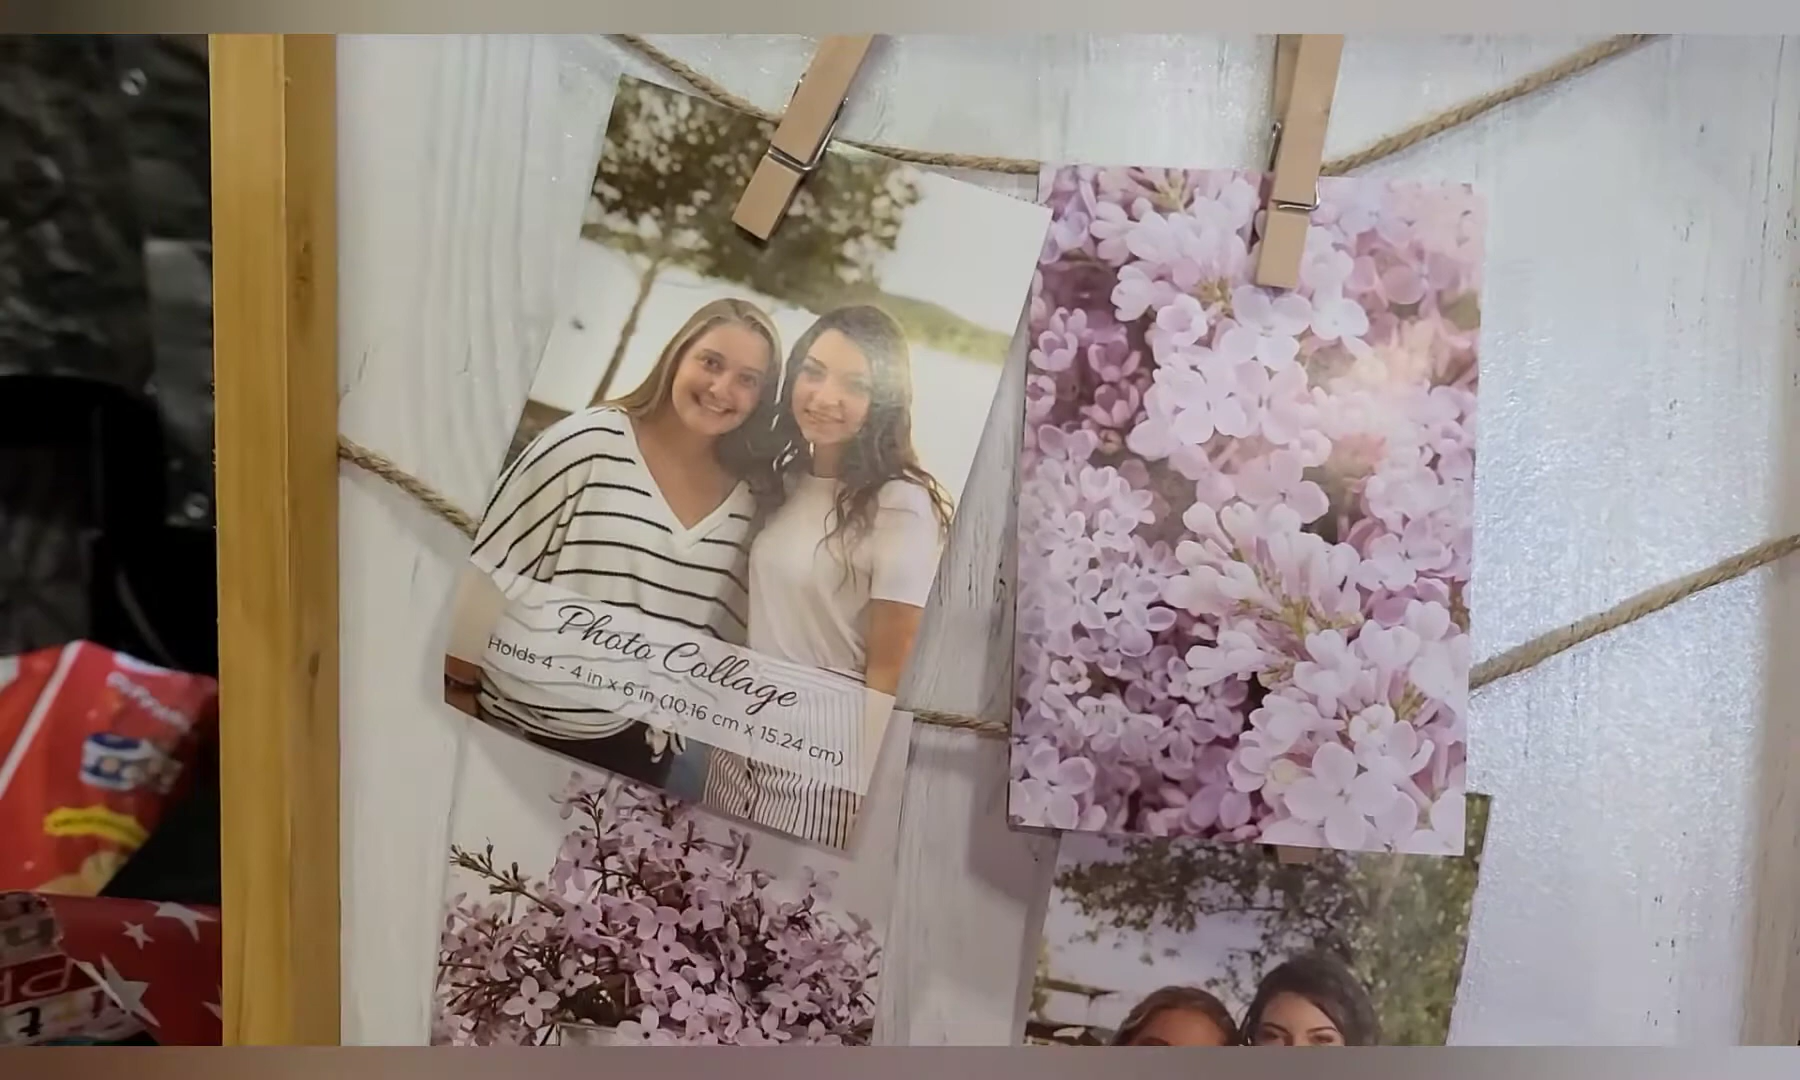 Photo Collage
Holds 4 - 4 in x 6 in (10.16 cm x 15.24 cm)